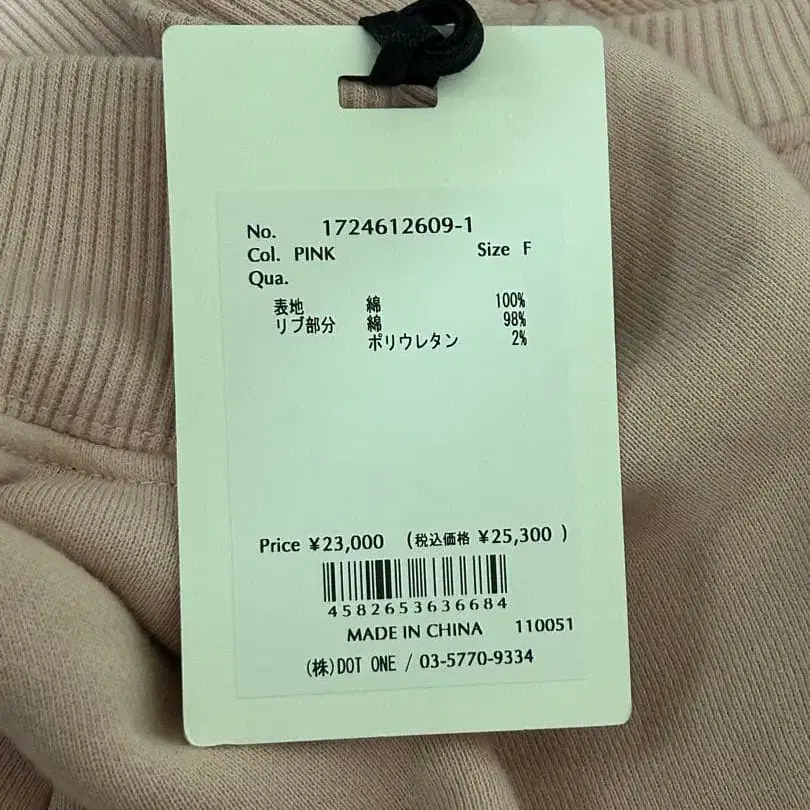 No. 1724612609-1
Col. PINK Size F
Qua.
表地 綿 100%
リブ部分 綿 98%
ポリウレタン 2%
Price ¥23,000 (税込価格 ¥25,300 )
4582653636684
MADE IN CHINA 110051
(株)DOT ONE / 03-5770-9334